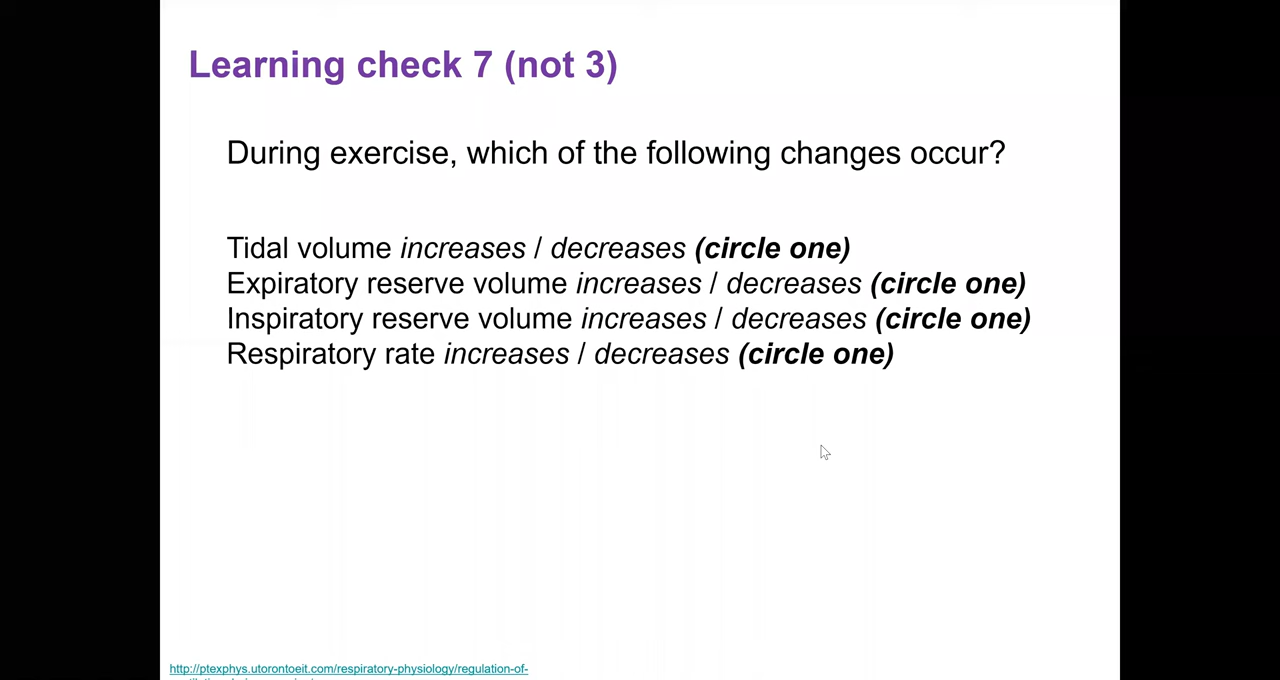 Learning check 7 (not 3)
During exercise, which of the following changes occur?
Tidal volume increases / decreases (circle one)
Expiratory reserve volume increases / decreases (circle one)
Inspiratory reserve volume increases / decreases (circle one)
Respiratory rate increases / decreases (circle one)
http://ptexphys.utorontoeit.com/respiratory-physiology/regulation-of-